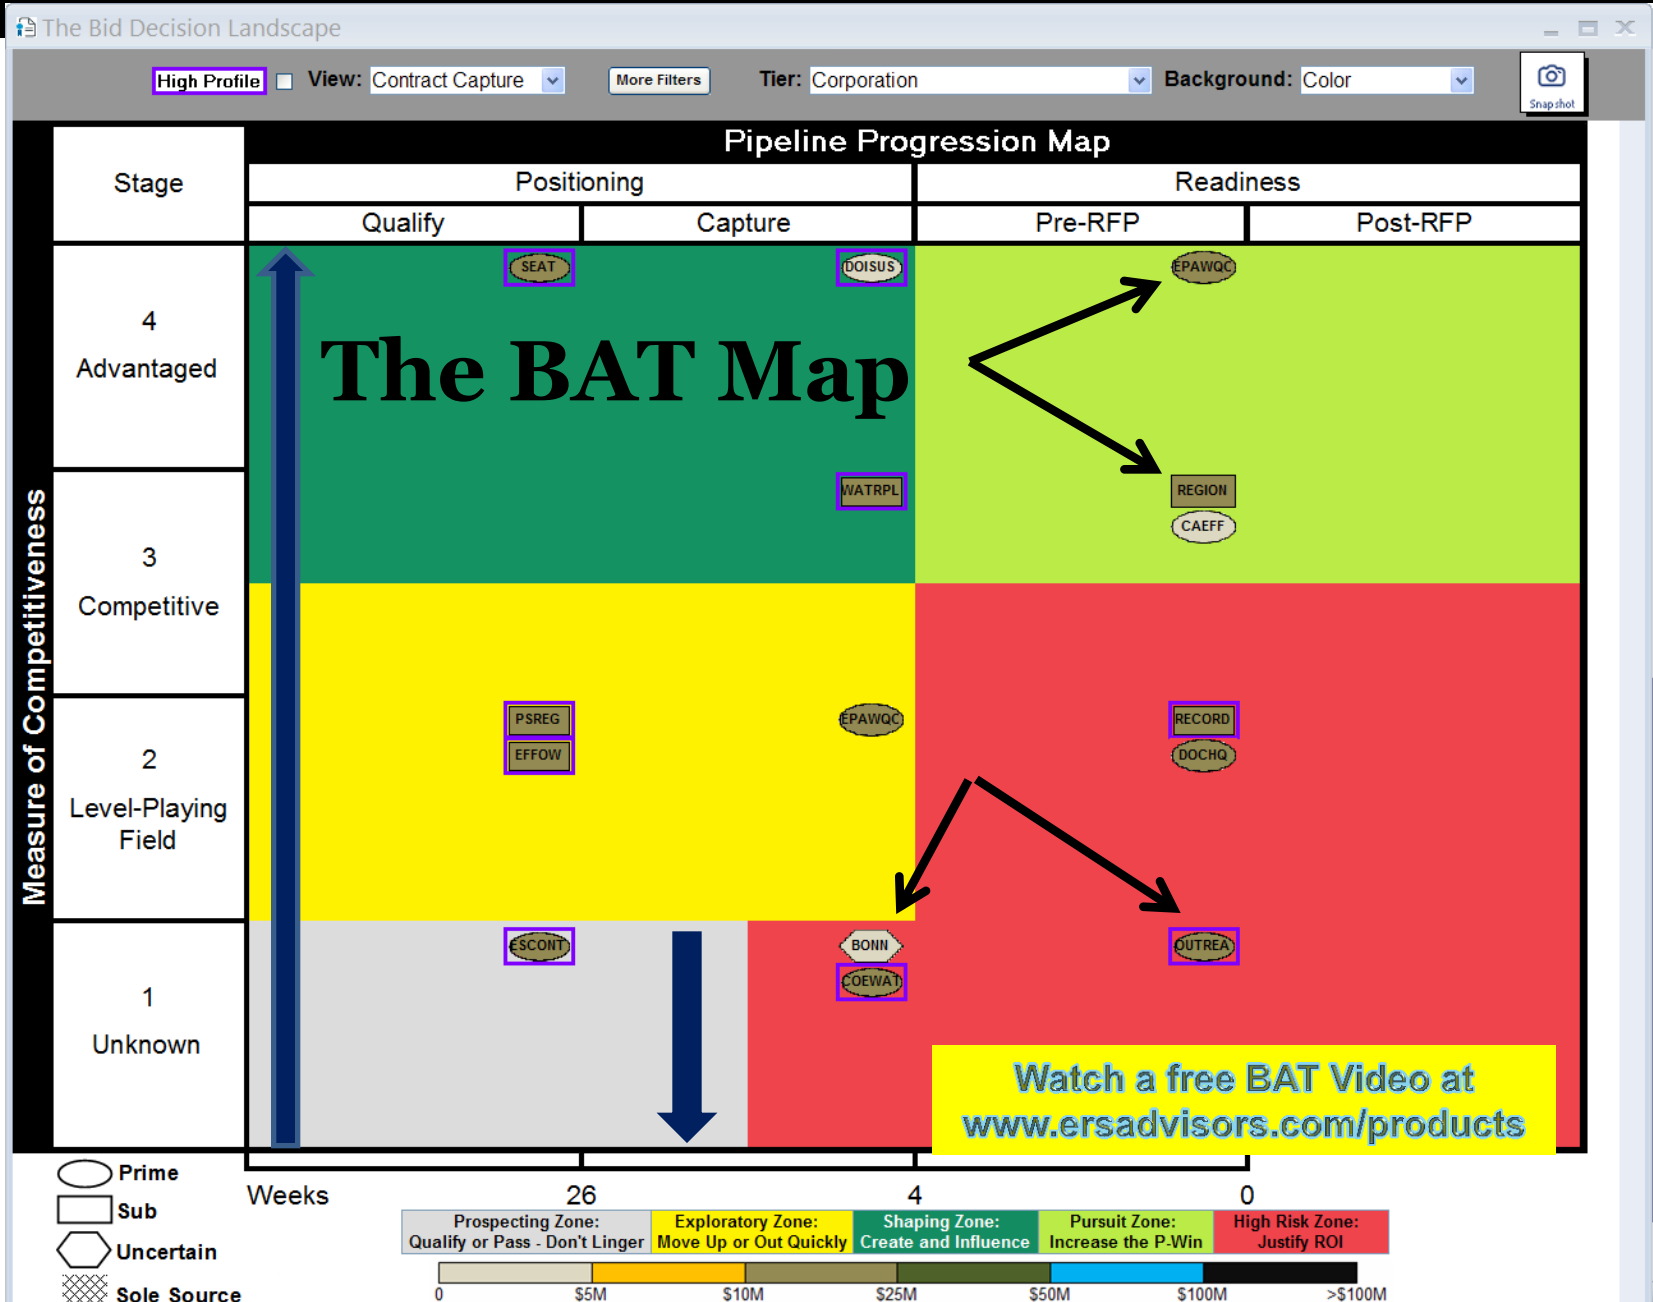 The Bid Decision Landscape
High Profile View: Contract Capture More Filters Tier: Corporation Background: Color
Snapshot
Pipeline Progression Map
Stage
Positioning Readiness
Qualify Capture Pre-RFP Post-RFP
Measure of Competitiveness
4
Advantaged
SEAT DOISUS EPAWQC
The BAT Map
3
Competitive
WATRPL REGION
CAEFF
2
Level-Playing
Field
PSREG EPAWQC RECORD
EFFOW DOCHQ
1
Unknown
ESCONT BONN OUTREA
COEWAT
Watch a free BAT Video at
www.ersadvisors.com/products
Prime
Sub
Uncertain
Sole Source
Weeks 26 4 0
Prospecting Zone:
Qualify or Pass - Don't Linger
Exploratory Zone:
Move Up or Out Quickly
Shaping Zone:
Create and Influence
Pursuit Zone:
Increase the P-Win
High Risk Zone:
Justify ROI
0 $5M $10M $25M $50M $100M >$100M